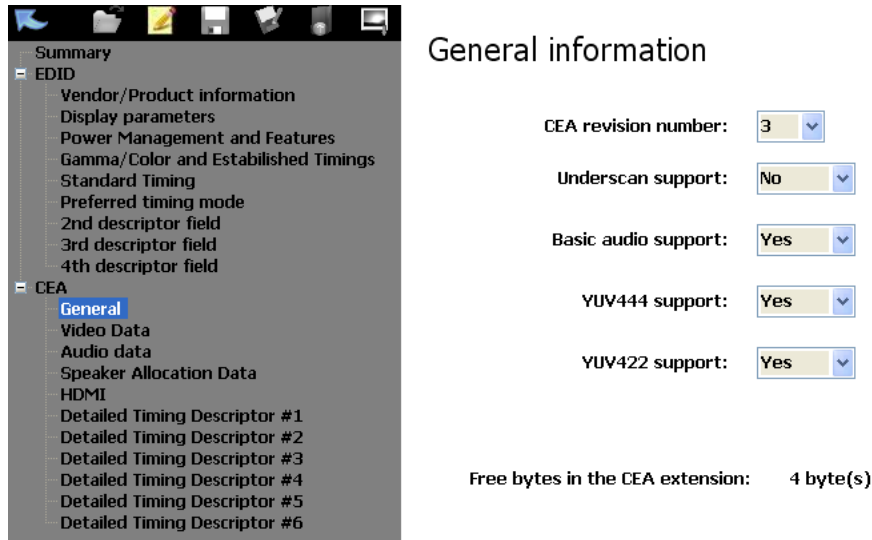 Summary
EDID
Vendor/Product information
Display parameters
Power Management and Features
Gamma/Color and Estabilished Timings
Standard Timing
Preferred timing mode
2nd descriptor field
3rd descriptor field
4th descriptor field
CEA
General
Video Data
Audio data
Speaker Allocation Data
HDMI
Detailed Timing Descriptor #1
Detailed Timing Descriptor #2
Detailed Timing Descriptor #3
Detailed Timing Descriptor #4
Detailed Timing Descriptor #5
Detailed Timing Descriptor #6
General information
CEA revision number: 3
Underscan support: No
Basic audio support: Yes
YUV444 support: Yes
YUV422 support: Yes
Free bytes in the CEA extension: 4 byte(s)